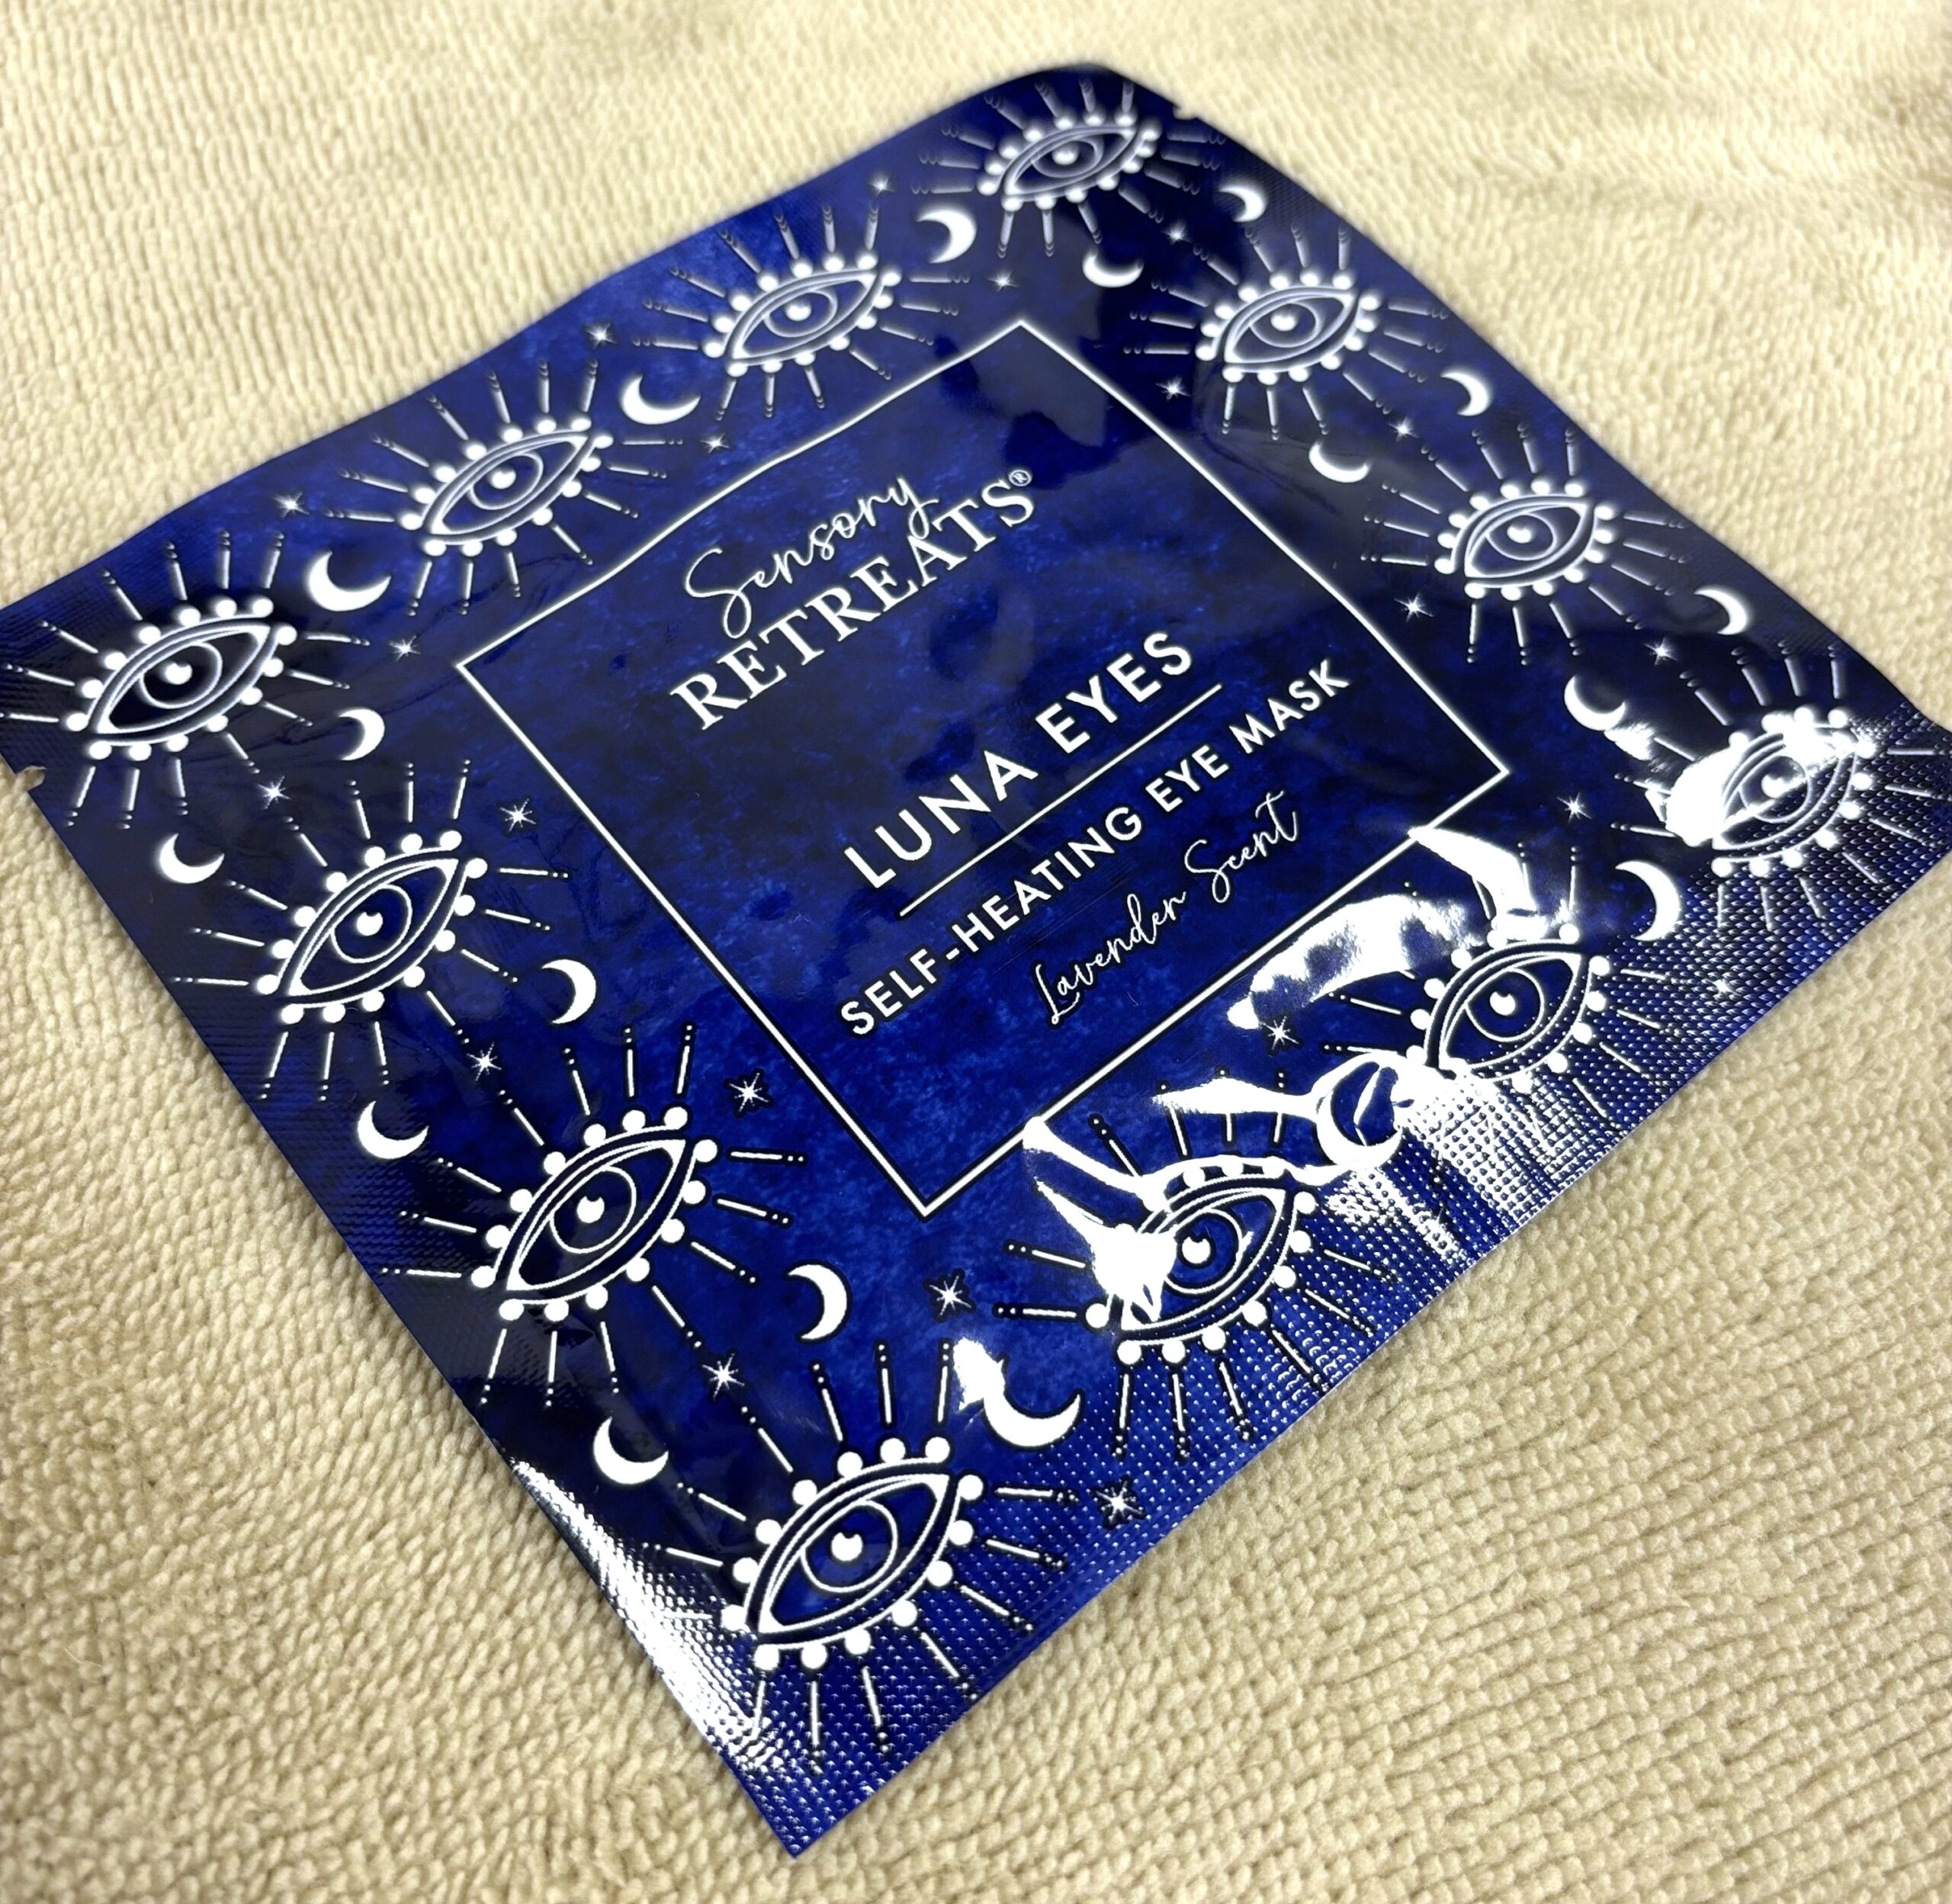 Sensory
RETREATS®
LUNA EYES
SELF-HEATING EYE MASK
Lavender Scent